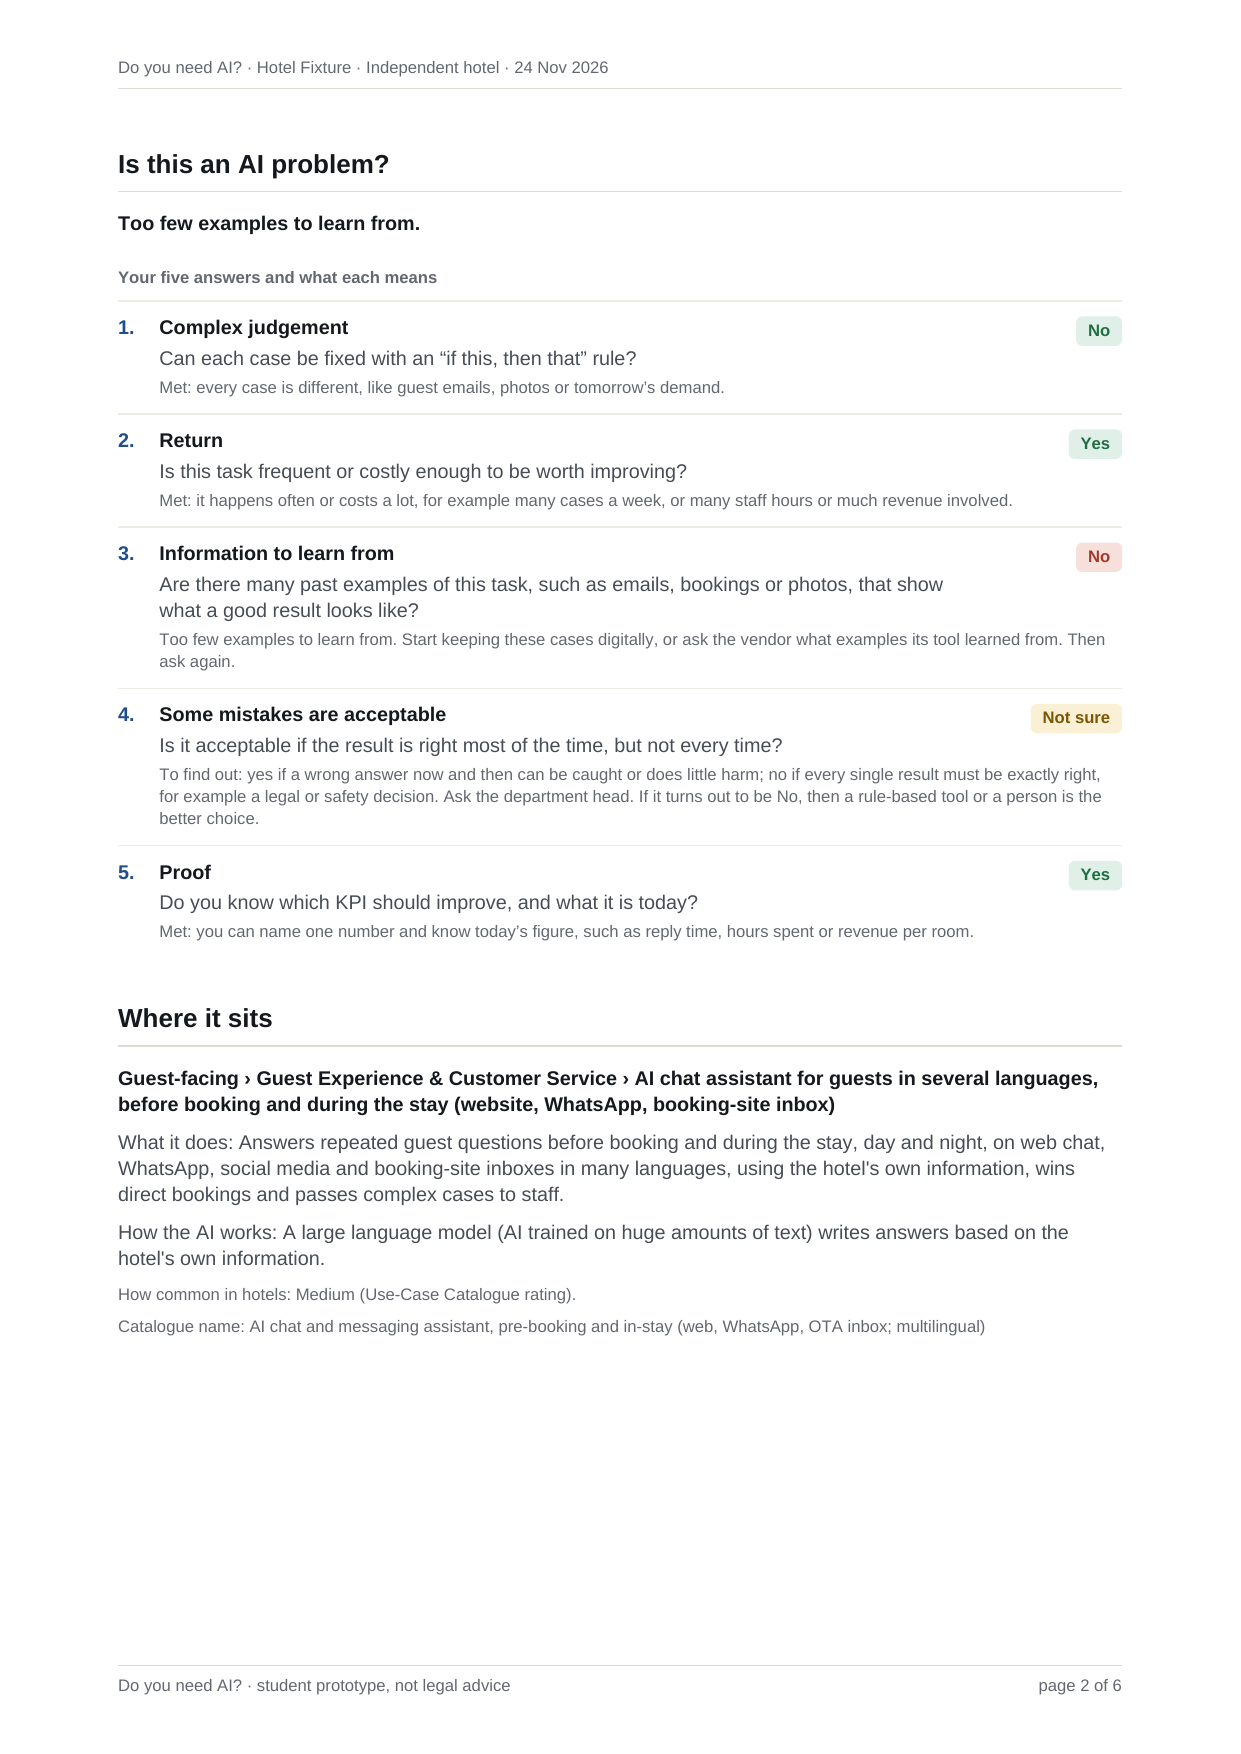 Do you need AI? · Hotel Fixture · Independent hotel · 24 Nov 2026
Is this an AI problem?
Too few examples to learn from.
Your five answers and what each means
1. Complex judgement No
Can each case be fixed with an “if this, then that” rule?
Met: every case is different, like guest emails, photos or tomorrow’s demand.
2. Return Yes
Is this task frequent or costly enough to be worth improving?
Met: it happens often or costs a lot, for example many cases a week, or many staff hours or much revenue involved.
3. Information to learn from No
Are there many past examples of this task, such as emails, bookings or photos, that show
what a good result looks like?
Too few examples to learn from. Start keeping these cases digitally, or ask the vendor what examples its tool learned from. Then
ask again.
4. Some mistakes are acceptable Not sure
Is it acceptable if the result is right most of the time, but not every time?
To find out: yes if a wrong answer now and then can be caught or does little harm; no if every single result must be exactly right,
for example a legal or safety decision. Ask the department head. If it turns out to be No, then a rule-based tool or a person is the
better choice.
5. Proof Yes
Do you know which KPI should improve, and what it is today?
Met: you can name one number and know today’s figure, such as reply time, hours spent or revenue per room.
Where it sits
Guest-facing › Guest Experience & Customer Service › AI chat assistant for guests in several languages,
before booking and during the stay (website, WhatsApp, booking-site inbox)
What it does: Answers repeated guest questions before booking and during the stay, day and night, on web chat,
WhatsApp, social media and booking-site inboxes in many languages, using the hotel's own information, wins
direct bookings and passes complex cases to staff.
How the AI works: A large language model (AI trained on huge amounts of text) writes answers based on the
hotel's own information.
How common in hotels: Medium (Use-Case Catalogue rating).
Catalogue name: AI chat and messaging assistant, pre-booking and in-stay (web, WhatsApp, OTA inbox; multilingual)
Do you need AI? · student prototype, not legal advice page 2 of 6